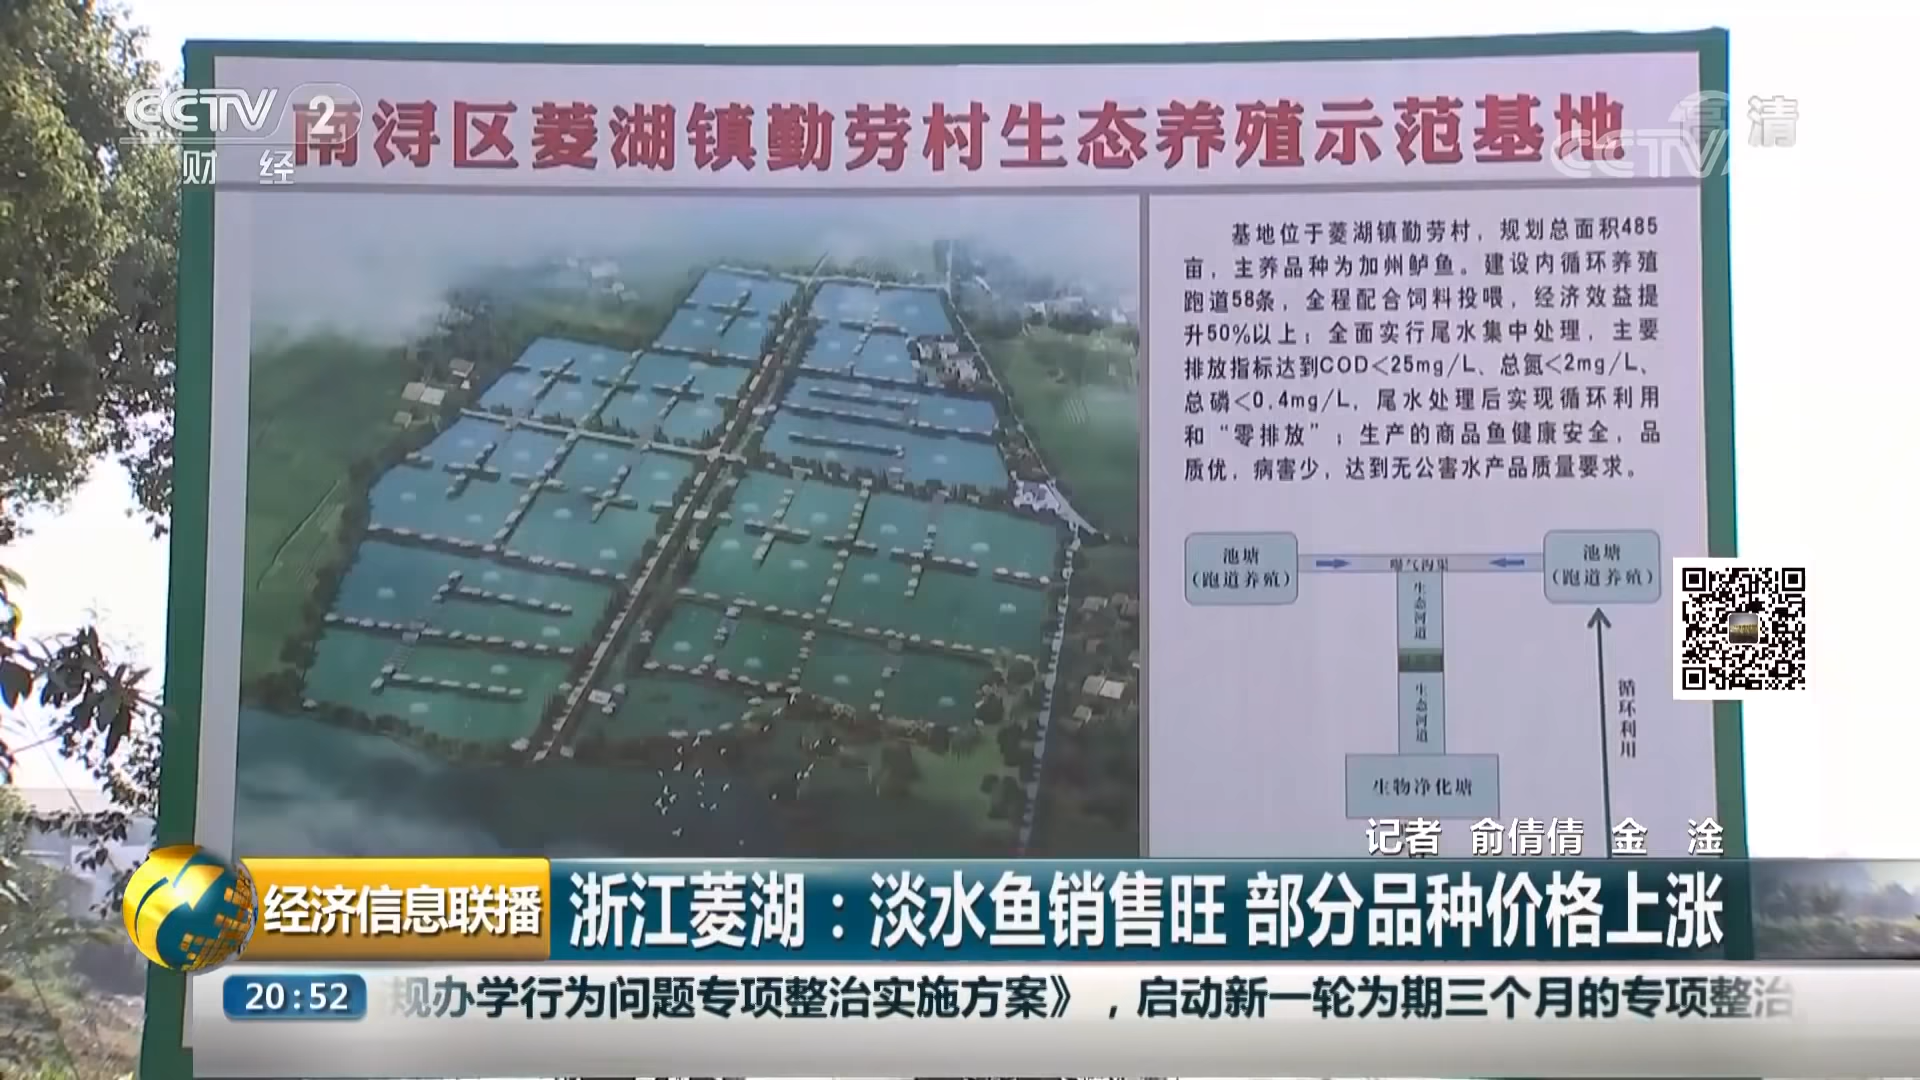 CCTV 2
财 经
高清
CCTV
南浔区菱湖镇勤劳村生态养殖示范基地
基地位于菱湖镇勤劳村，规划总面积485
亩，主养品种为加州鲈鱼。建设内循环养殖
跑道58条，全程配合饲料投喂，经济效益提
升50%以上；全面实行尾水集中处理，主要
排放指标达到COD<25mg/L、总氮<2mg/L、
总磷<0.4mg/L，尾水处理后实现循环利用
和“零排放”；生产的商品鱼健康安全，品
质优，病害少，达到无公害水产品质量要求。
池塘
（跑道养殖）
曝气沟渠
池塘
（跑道养殖）
生态河道
生态河道
循环利用
生物净化塘
记者 俞倩倩 金 淦
经济信息联播
浙江菱湖：淡水鱼销售旺 部分品种价格上涨
20:52
规办学行为问题专项整治实施方案》，启动新一轮为期三个月的专项整治